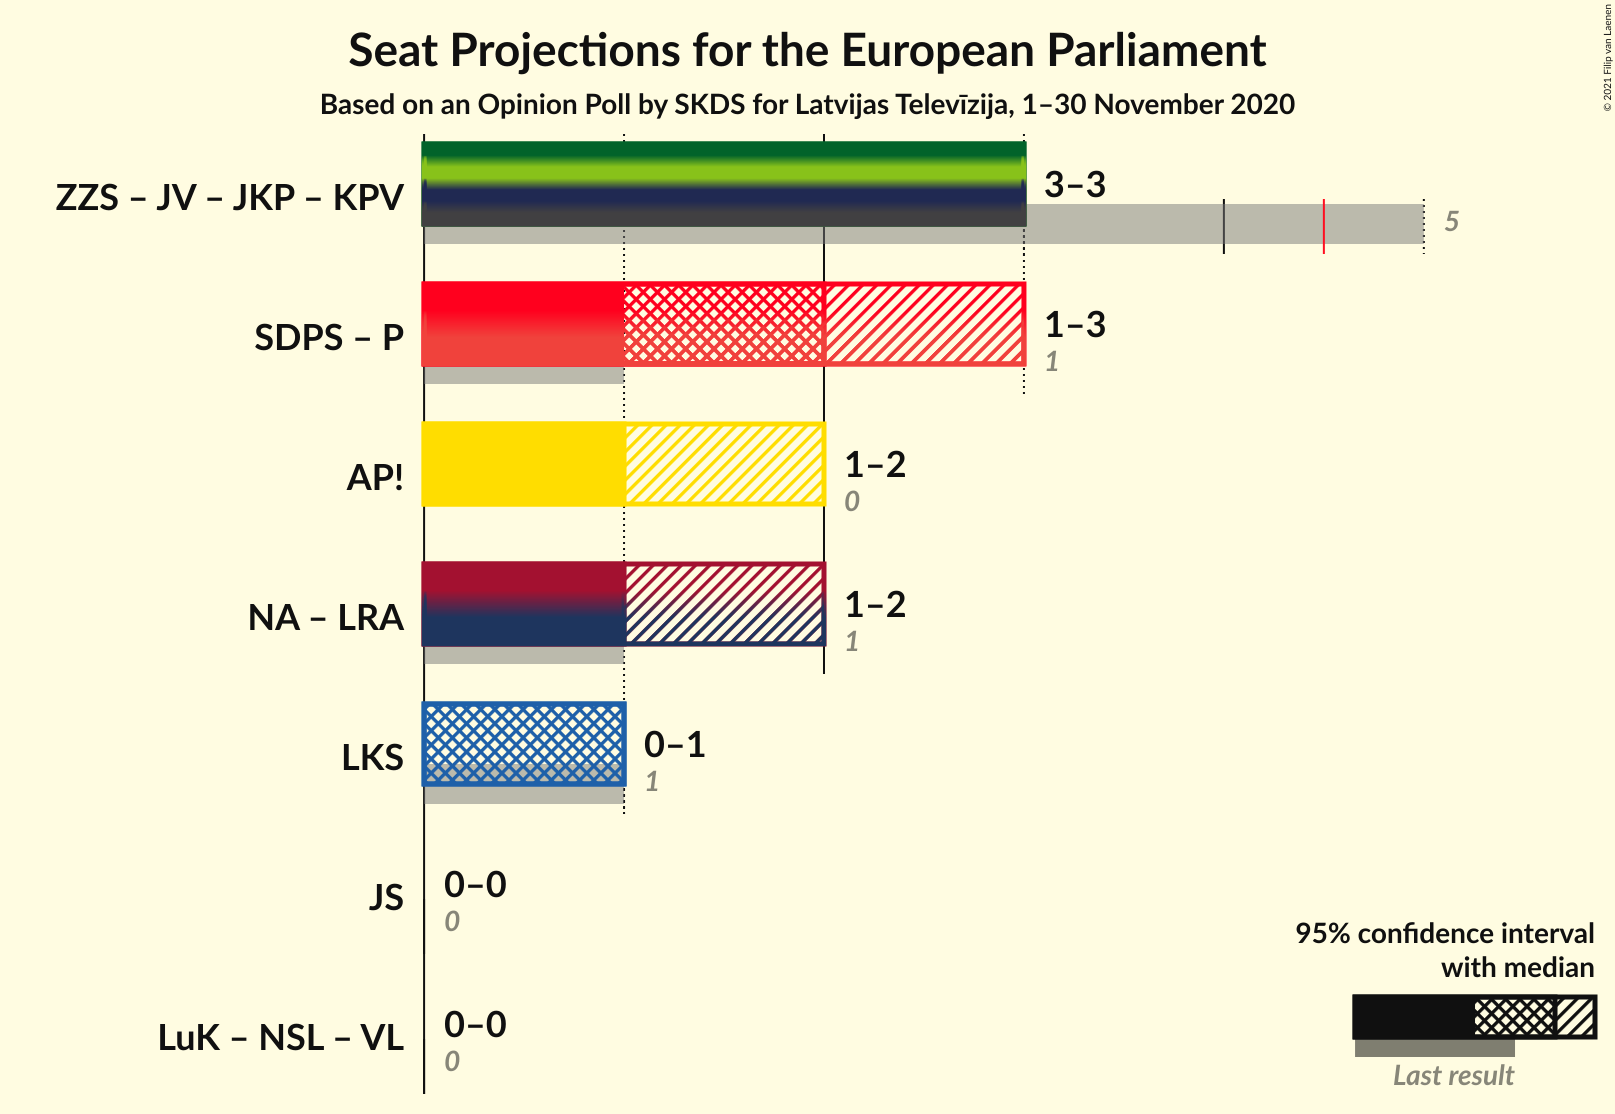 Seat Projections for the European Parliament
Based on an Opinion Poll by SKDS for Latvijas Televīzija, 1–30 November 2020
© 2021 Filip van Laenen
ZZS – JV – JKP – KPV
3–3
5
SDPS – P
1–3
1
AP!
1–2
0
NA – LRA
1–2
1
LKS
0–1
1
JS
0–0
0
LuK – NSL – VL
0–0
0
95% confidence interval
with median
Last result